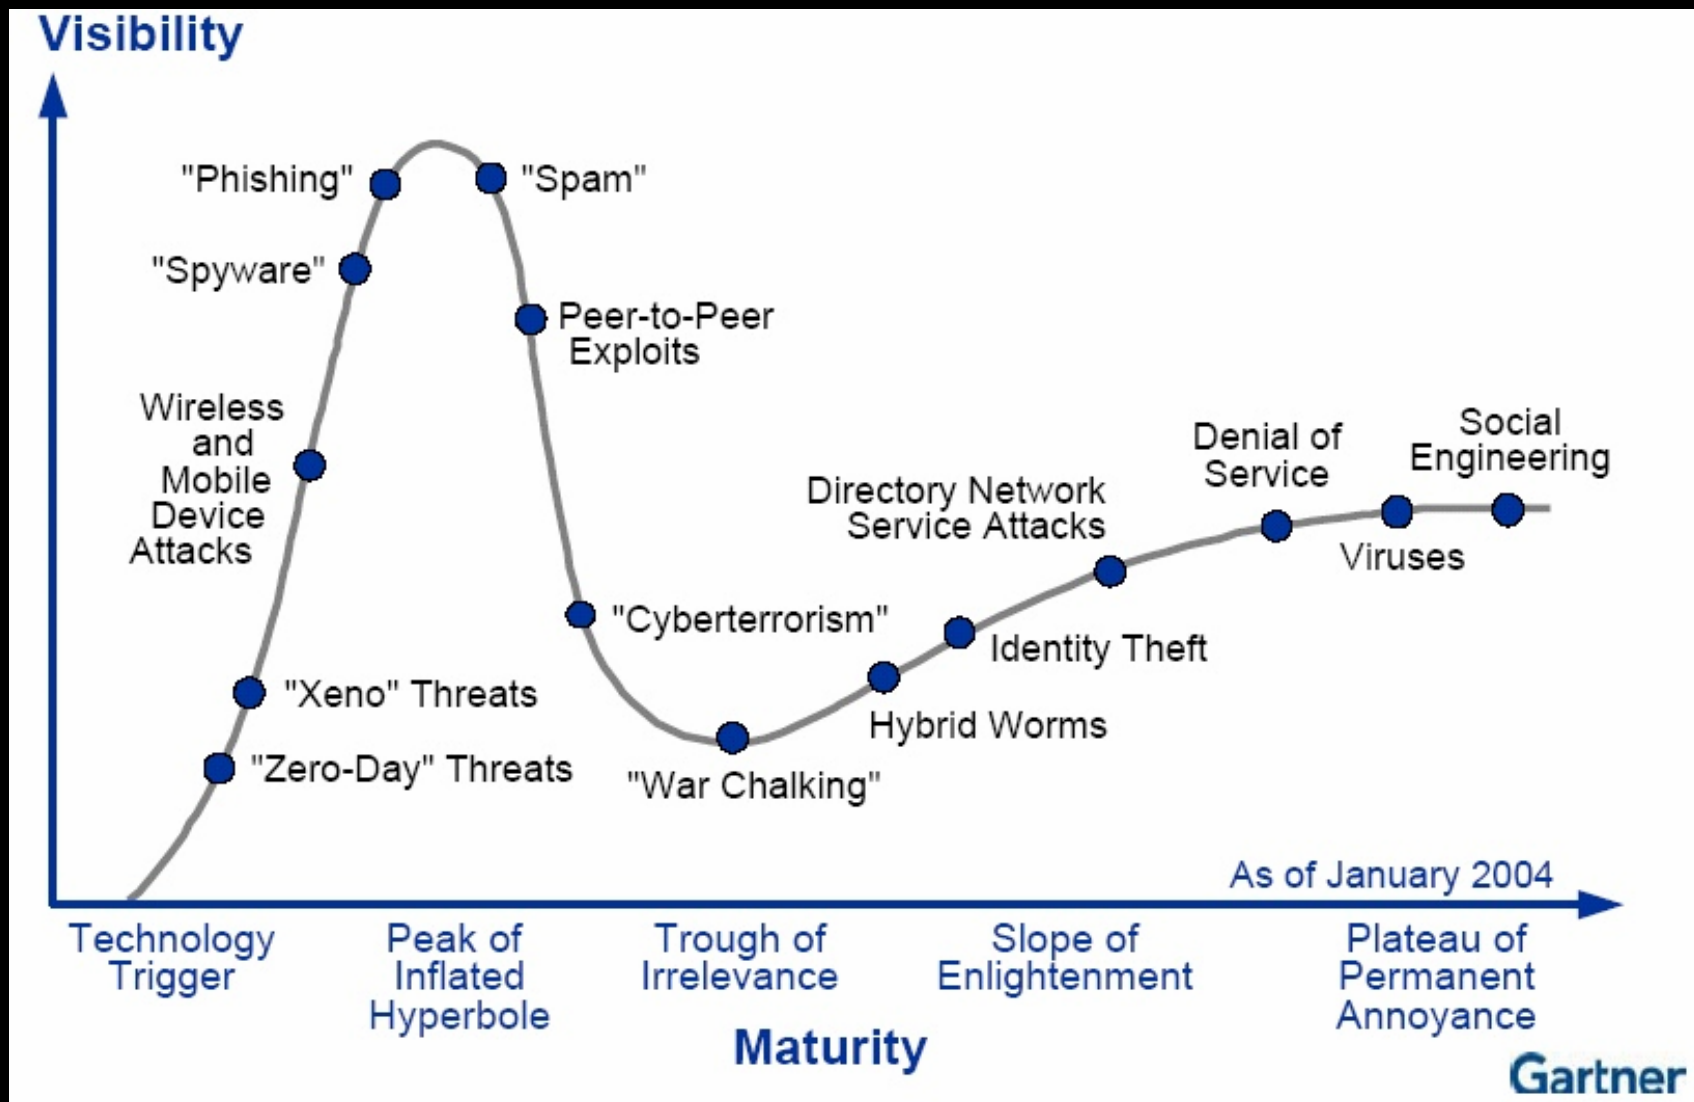 Visibility
"Phishing"
"Spam"
"Spyware"
Peer-to-Peer
Exploits
Wireless
and
Mobile
Device
Attacks
Denial of
Service
Social
Engineering
Directory Network
Service Attacks
Viruses
"Cyberterrorism"
Identity Theft
"Xeno" Threats
Hybrid Worms
"Zero-Day" Threats
"War Chalking"
As of January 2004
Technology
Trigger
Peak of
Inflated
Hyperbole
Trough of
Irrelevance
Slope of
Enlightenment
Plateau of
Permanent
Annoyance
Maturity
Gartner